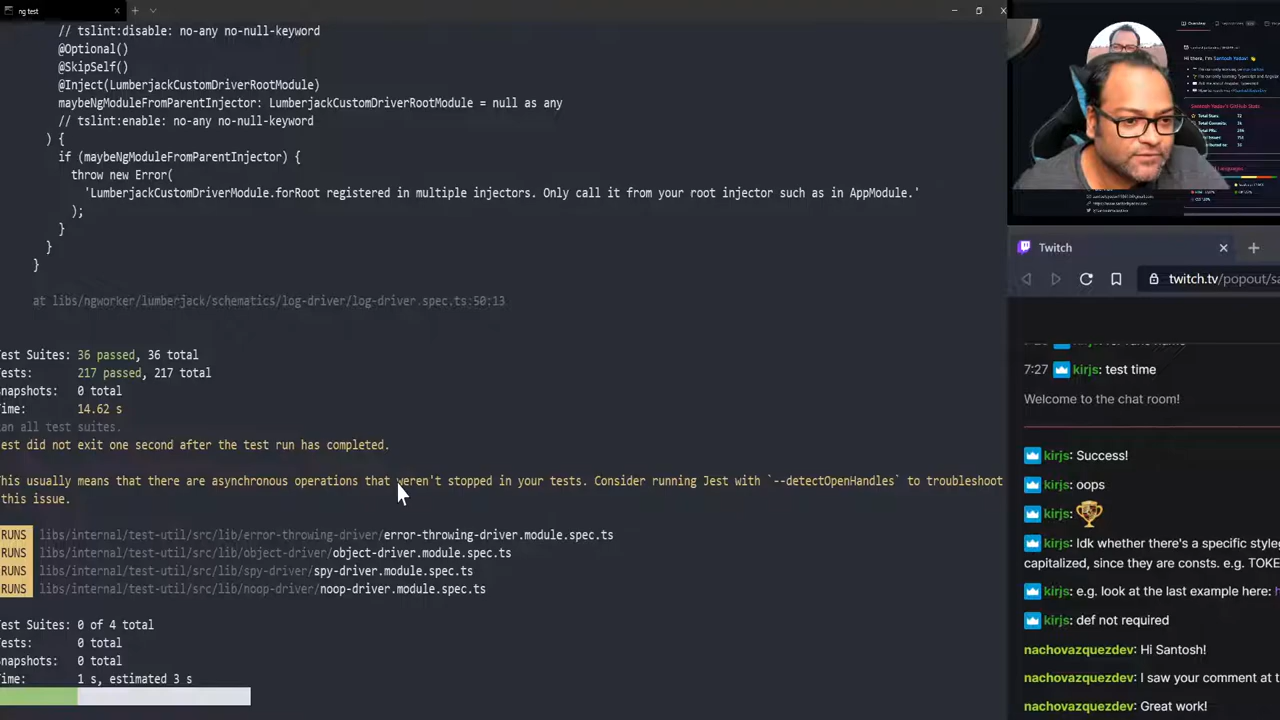 ng test
// tslint:disable: no-any no-null-keyword
@Optional()
@SkipSelf()
@Inject(LumberjackCustomDriverRootModule)
maybeNgModuleFromParentInjector: LumberjackCustomDriverRootModule = null as any
// tslint:enable: no-any no-null-keyword
) {
if (maybeNgModuleFromParentInjector) {
throw new Error(
'LumberjackCustomDriverModule.forRoot registered in multiple injectors. Only call it from your root injector such as in AppModule.'
);
}
}
}
at libs/ngworker/lumberjack/schematics/log-driver/log-driver.spec.ts:50:13
est Suites: 36 passed, 36 total
ests: 217 passed, 217 total
napshots: 0 total
ime: 14.62 s
an all test suites.
est did not exit one second after the test run has completed.
his usually means that there are asynchronous operations that weren't stopped in your tests. Consider running Jest with `--detectOpenHandles` to troubleshoot
this issue.
RUNS libs/internal/test-util/src/lib/error-throwing-driver/error-throwing-driver.module.spec.ts
RUNS libs/internal/test-util/src/lib/object-driver/object-driver.module.spec.ts
RUNS libs/internal/test-util/src/lib/spy-driver/spy-driver.module.spec.ts
RUNS libs/internal/test-util/src/lib/noop-driver/noop-driver.module.spec.ts
est Suites: 0 of 4 total
ests: 0 total
napshots: 0 total
ime: 1 s, estimated 3 s
Hi there, I'm Santosh Yadav
Twitch
twitch.tv/popout/sa
7:27 kirjs: test time
Welcome to the chat room!
kirjs: Success!
kirjs: oops
kirjs:
kirjs: Idk whether there's a specific style
capitalized, since they are consts. e.g. TOKE
kirjs: e.g. look at the last example here: h
kirjs: def not required
nachovazquezdev: Hi Santosh!
nachovazquezdev: I saw your comment at t
nachovazquezdev: Great work!